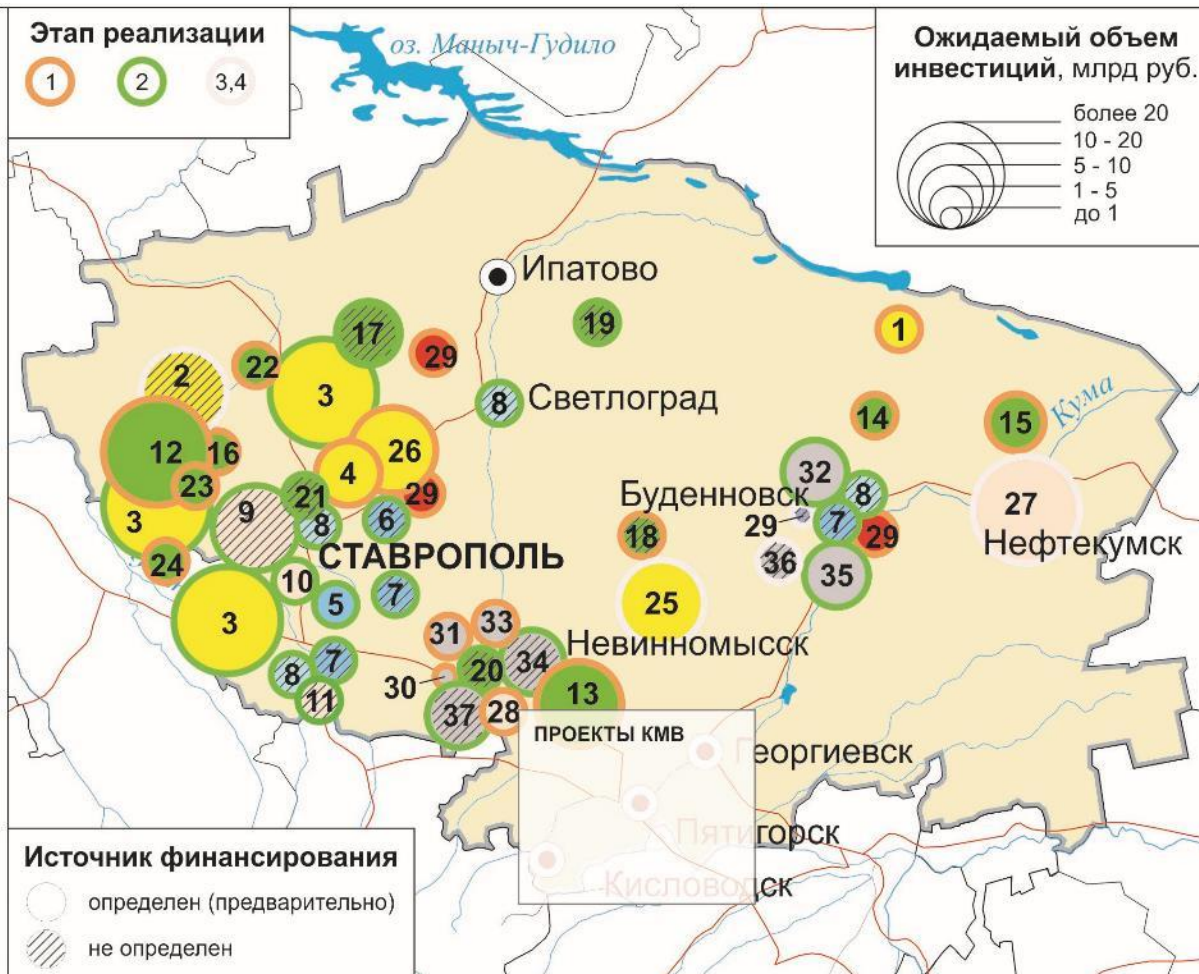 Этап реализации
1
2
3,4
оз. Маныч-Гудило
Ожидаемый объем
инвестиций, млрд руб.
более 20
10 - 20
5 - 10
1 - 5
до 1
Ипатово
17
19
1
29
22
2
3
8
Светлоград
14
15
Кума
12
16
26
4
32
23
29
21
8
Буденновск
27
3
9
8
6
29
7
29
Нефтекумск
18
24
СТАВРОПОЛЬ
36
35
10
5
7
25
3
31
33
Невинномысск
8
7
34
20
30
11
13
37
28
ПРОЕКТЫ КМВ
Георгиевск
Пятигорск
Кисловодск
Источник финансирования
определен (предварительно)
не определен